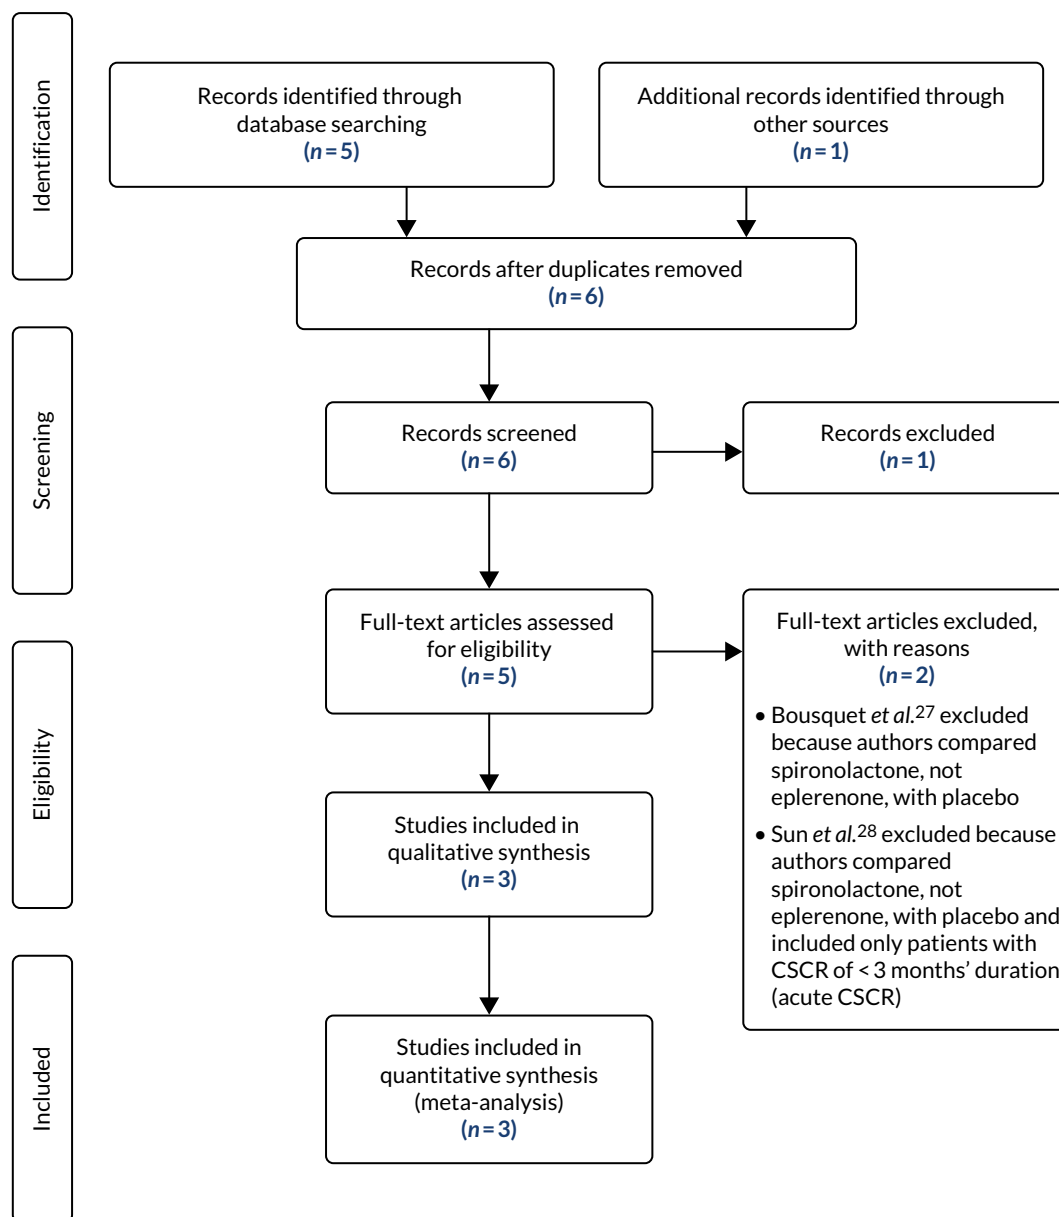 Identification
Records identified through
database searching
(n = 5)
Additional records identified through
other sources
(n = 1)
Records after duplicates removed
(n = 6)
Screening
Records screened
(n = 6)
Records excluded
(n = 1)
Eligibility
Full-text articles assessed
for eligibility
(n = 5)
Full-text articles excluded,
with reasons
(n = 2)
• Bousquet et al.27 excluded
because authors compared
spironolactone, not
eplerenone, with placebo
• Sun et al.28 excluded because
authors compared
spironolactone, not
eplerenone, with placebo and
included only patients with
CSCR of < 3 months’ duration
(acute CSCR)
Studies included in
qualitative synthesis
(n = 3)
Included
Studies included in
quantitative synthesis
(meta-analysis)
(n = 3)